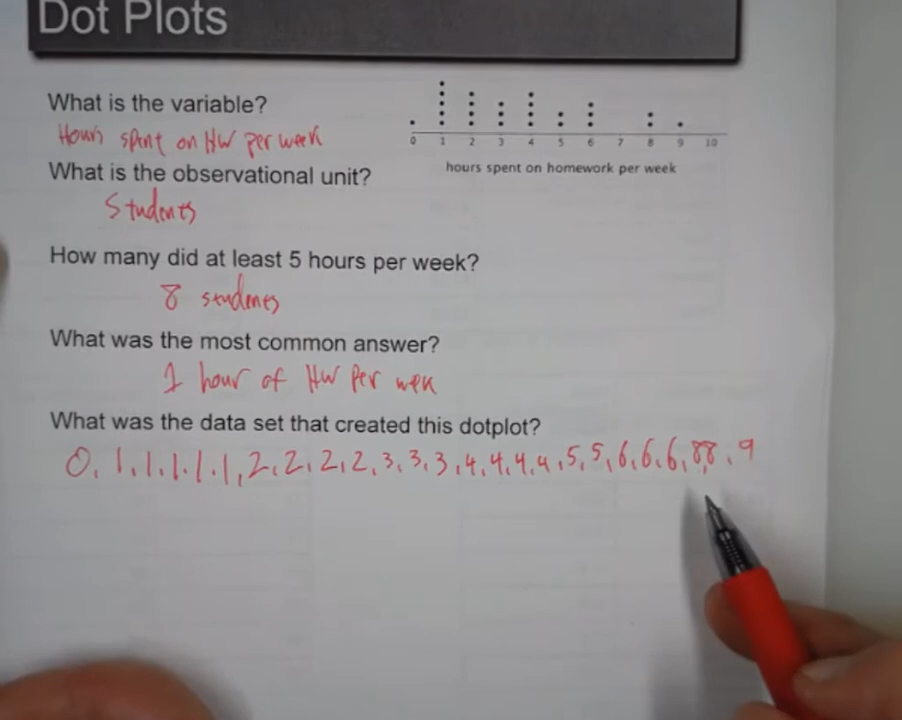 Dot Plots
What is the variable?
Hours spent on HW per week
0 1 2 3 4 5 6 7 8 9 10
hours spent on homework per week
What is the observational unit?
Students
How many did at least 5 hours per week?
8 students
What was the most common answer?
1 hour of HW per wek
What was the data set that created this dotplot?
0, 1, 1, 1, 1, 1, 2, 2, 2, 2, 3, 3, 3, 4, 4, 4, 4, 5, 5, 6, 6, 6, 8, 8, 9